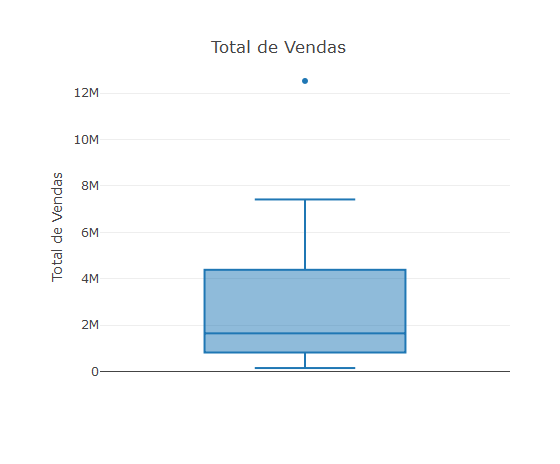 Total de Vendas
12M
10M
8M
6M
4M
2M
0
Total de Vendas